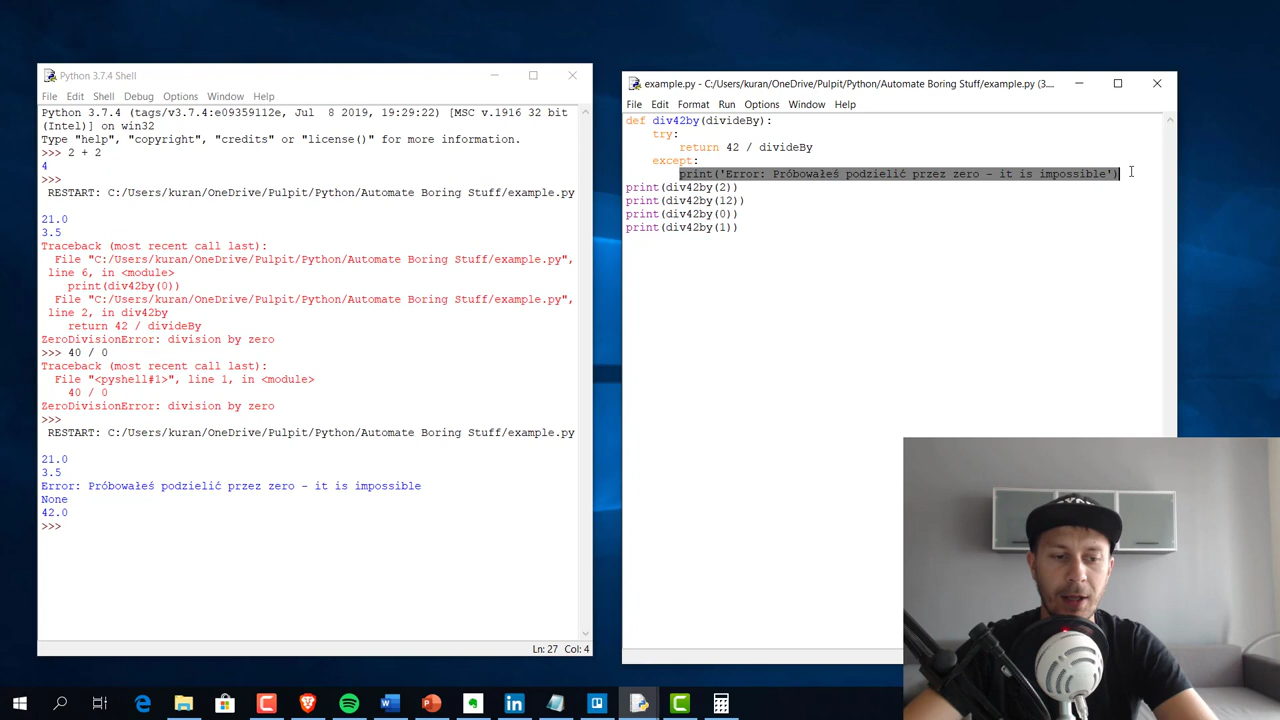 Python 3.7.4 Shell
File Edit Shell Debug Options Window Help
Python 3.7.4 (tags/v3.7.4:e09359112e, Jul  8 2019, 19:29:22) [MSC v.1916 32 bit
(Intel)] on win32
Type "help", "copyright", "credits" or "license()" for more information.
>>> 2 + 2
4
>>>
RESTART: C:/Users/kuran/OneDrive/Pulpit/Python/Automate Boring Stuff/example.py
21.0
3.5
Traceback (most recent call last):
  File "C:/Users/kuran/OneDrive/Pulpit/Python/Automate Boring Stuff/example.py",
line 6, in <module>
    print(div42by(0))
  File "C:/Users/kuran/OneDrive/Pulpit/Python/Automate Boring Stuff/example.py",
line 2, in div42by
    return 42 / divideBy
ZeroDivisionError: division by zero
>>> 40 / 0
Traceback (most recent call last):
  File "<pyshell#1>", line 1, in <module>
    40 / 0
ZeroDivisionError: division by zero
>>>
RESTART: C:/Users/kuran/OneDrive/Pulpit/Python/Automate Boring Stuff/example.py
21.0
3.5
Error: Próbowałeś podzielić przez zero - it is impossible
None
42.0
>>>
Ln: 27 Col: 4
example.py - C:/Users/kuran/OneDrive/Pulpit/Python/Automate Boring Stuff/example.py (3....
File Edit Format Run Options Window Help
def div42by(divideBy):
    try:
        return 42 / divideBy
    except:
        print('Error: Próbowałeś podzielić przez zero - it is impossible')
print(div42by(2))
print(div42by(12))
print(div42by(0))
print(div42by(1))